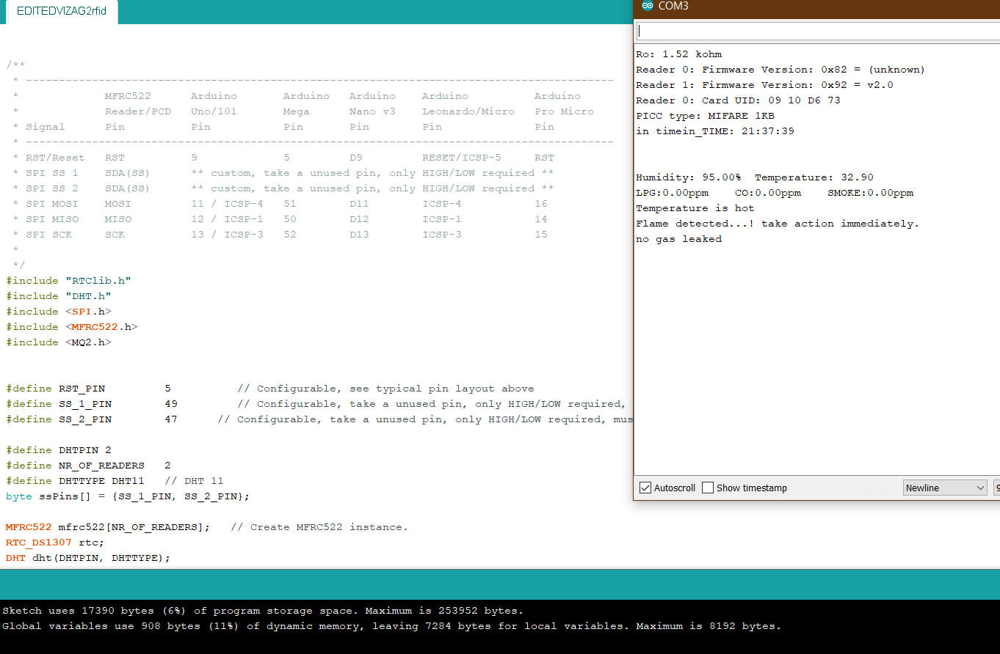 EDITEDVIZAG2rfid
/**
 * -----------------------------------------------------------------------------------------
 *             MFRC522      Arduino       Arduino   Arduino    Arduino          Arduino
 *             Reader/PCD   Uno/101       Mega      Nano v3    Leonardo/Micro   Pro Micro
 * Signal      Pin          Pin           Pin       Pin        Pin              Pin
 * -----------------------------------------------------------------------------------------
 * RST/Reset   RST          9             5         D9         RESET/ICSP-5     RST
 * SPI SS 1    SDA(SS)      ** custom, take a unused pin, only HIGH/LOW required **
 * SPI SS 2    SDA(SS)      ** custom, take a unused pin, only HIGH/LOW required **
 * SPI MOSI    MOSI         11 / ICSP-4   51        D11        ICSP-4           16
 * SPI MISO    MISO         12 / ICSP-1   50        D12        ICSP-1           14
 * SPI SCK     SCK          13 / ICSP-3   52        D13        ICSP-3           15
 *
 */
#include "RTClib.h"
#include "DHT.h"
#include <SPI.h>
#include <MFRC522.h>
#include <MQ2.h>
#define RST_PIN         5          // Configurable, see typical pin layout above
#define SS_1_PIN        49         // Configurable, take a unused pin, only HIGH/LOW required,
#define SS_2_PIN        47      // Configurable, take a unused pin, only HIGH/LOW required, mus
#define DHTPIN 2
#define NR_OF_READERS   2
#define DHTTYPE DHT11   // DHT 11
byte ssPins[] = {SS_1_PIN, SS_2_PIN};
MFRC522 mfrc522[NR_OF_READERS];   // Create MFRC522 instance.
RTC_DS1307 rtc;
DHT dht(DHTPIN, DHTTYPE);
Sketch uses 17390 bytes (6%) of program storage space. Maximum is 253952 bytes.
Global variables use 908 bytes (11%) of dynamic memory, leaving 7284 bytes for local variables. Maximum is 8192 bytes.
COM3
Ro: 1.52 kohm
Reader 0: Firmware Version: 0x82 = (unknown)
Reader 1: Firmware Version: 0x92 = v2.0
Reader 0: Card UID: 09 10 D6 73
PICC type: MIFARE 1KB
in timein_TIME: 21:37:39
Humidity: 95.00%  Temperature: 32.90
LPG:0.00ppm    CO:0.00ppm    SMOKE:0.00ppm
Temperature is hot
Flame detected...! take action immediately.
no gas leaked
Autoscroll Show timestamp Newline 9